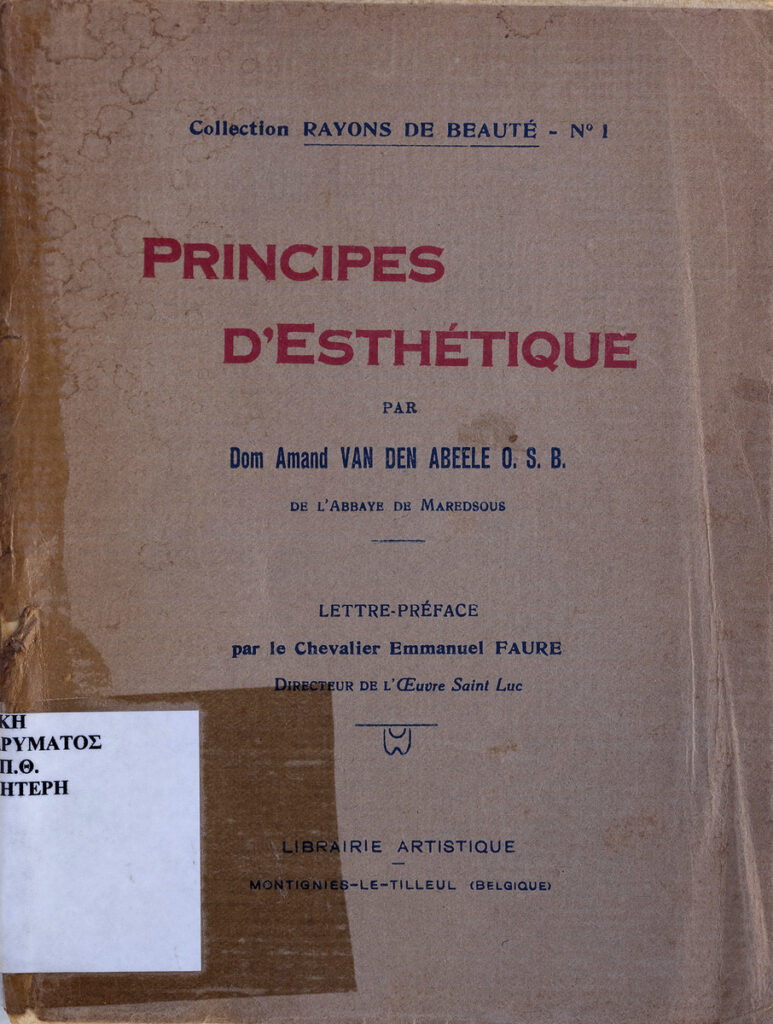 Collection RAYONS DE BEAUTÉ - Nº 1
PRINCIPES
D'ESTHÉTIQUE
PAR
Dom Amand VAN DEN ABEELE O. S. B.
DE L'ABBAYE DE MAREDSOUS
LETTRE-PRÉFACE
par le Chevalier Emmanuel FAURE
DIRECTEUR DE L'Œuvre Saint Luc
ΚΗ
ΡΥΜΑΤΟΣ
Π.Θ.
ΗΤΕΡΗ
LIBRAIRIE ARTISTIQUE
MONTIGNIES-LE-TILLEUL (BELGIQUE)